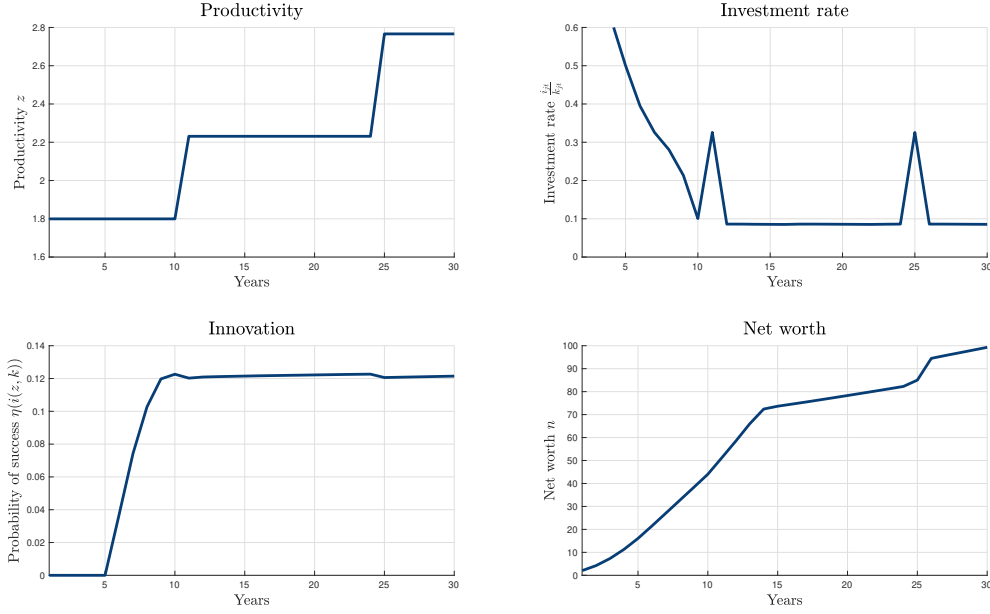 Productivity
Productivity z
2.8
2.6
2.4
2.2
2
1.8
1.6
5 10 15 20 25 30
Years
Investment rate
Investment rate i_{jt}/k_{jt}
0.6
0.5
0.4
0.3
0.2
0.1
0
5 10 15 20 25 30
Years
Innovation
Probability of success η(i(z, k))
0.14
0.12
0.1
0.08
0.06
0.04
0.02
0
5 10 15 20 25 30
Years
Net worth
Net worth n
100
90
80
70
60
50
40
30
20
10
0
5 10 15 20 25 30
Years